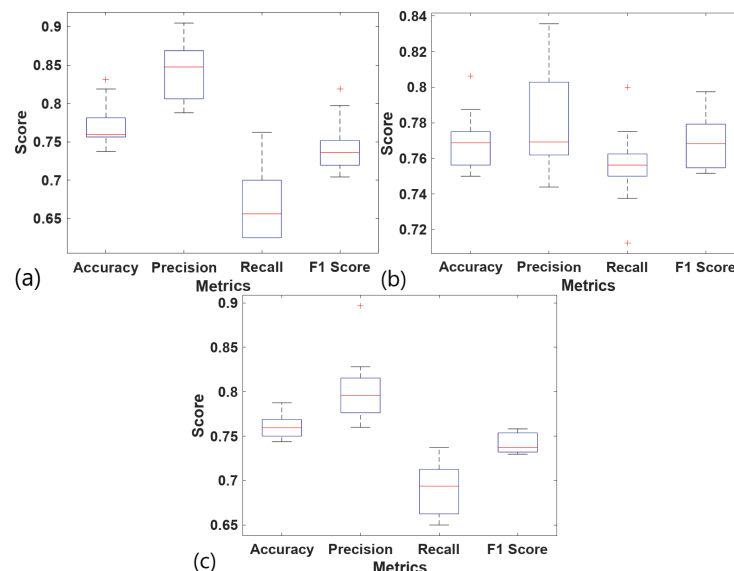 0.9
0.85
0.8
0.75
0.7
0.65
Score
Accuracy Precision Recall F1 Score
Metrics
(a)
0.84
0.82
0.8
0.78
0.76
0.74
0.72
Score
Accuracy Precision Recall F1 Score
Metrics
(b)
0.9
0.85
0.8
0.75
0.7
0.65
Score
Accuracy Precision Recall F1 Score
Metrics
(c)